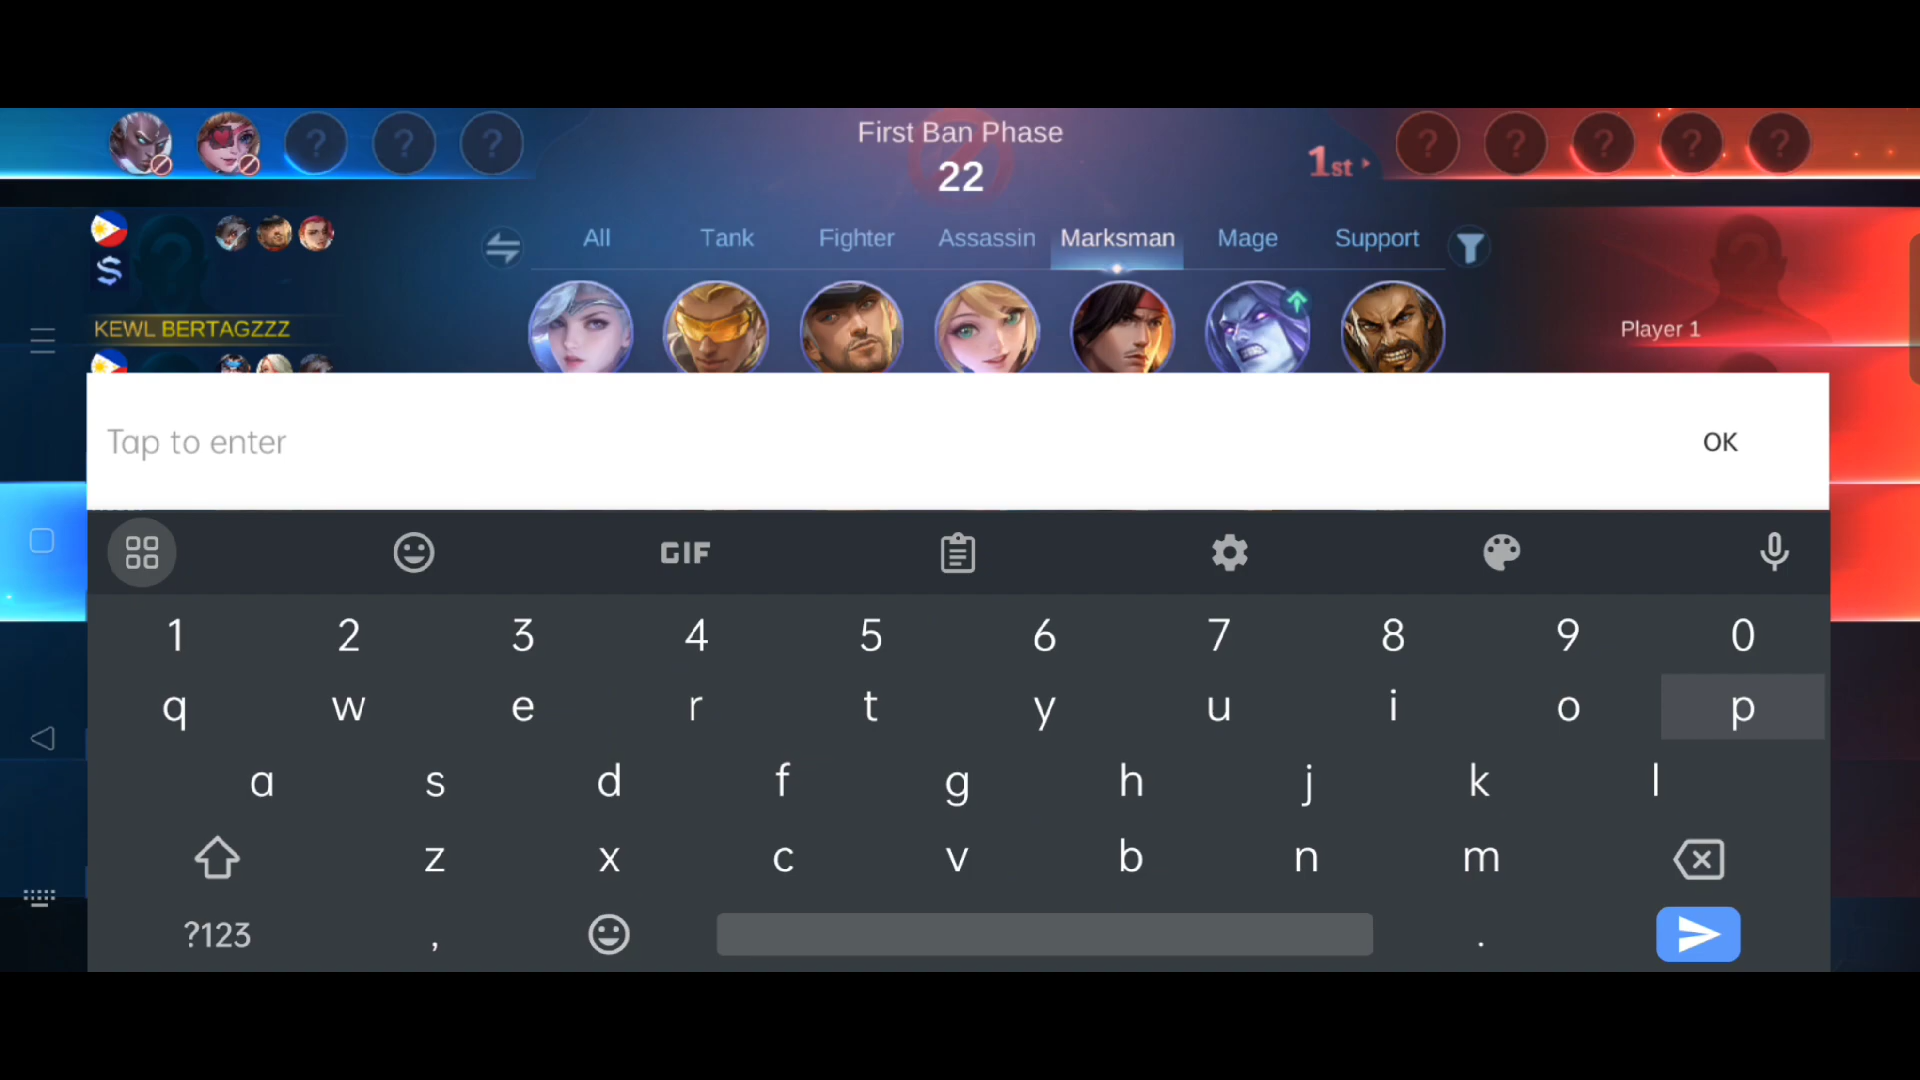 First Ban Phase
22
1st
All Tank Fighter Assassin Marksman Mage Support
S
KEWL BERTAGZZZ
Player 1
Tap to enter
OK
GIF
1 2 3 4 5 6 7 8 9 0
q w e r t y u i o p
a s d f g h j k l
z x c v b n m
?123 , .